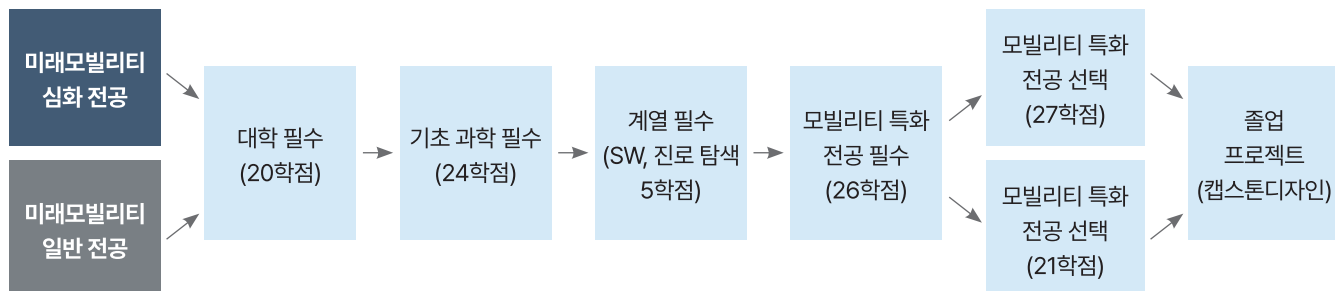 미래모빌리티
심화 전공
미래모빌리티
일반 전공
대학 필수
(20학점)
기초 과학 필수
(24학점)
계열 필수
(SW, 진로 탐색
5학점)
모빌리티 특화
전공 필수
(26학점)
모빌리티 특화
전공 선택
(27학점)
모빌리티 특화
전공 선택
(21학점)
졸업
프로젝트
(캡스톤디자인)